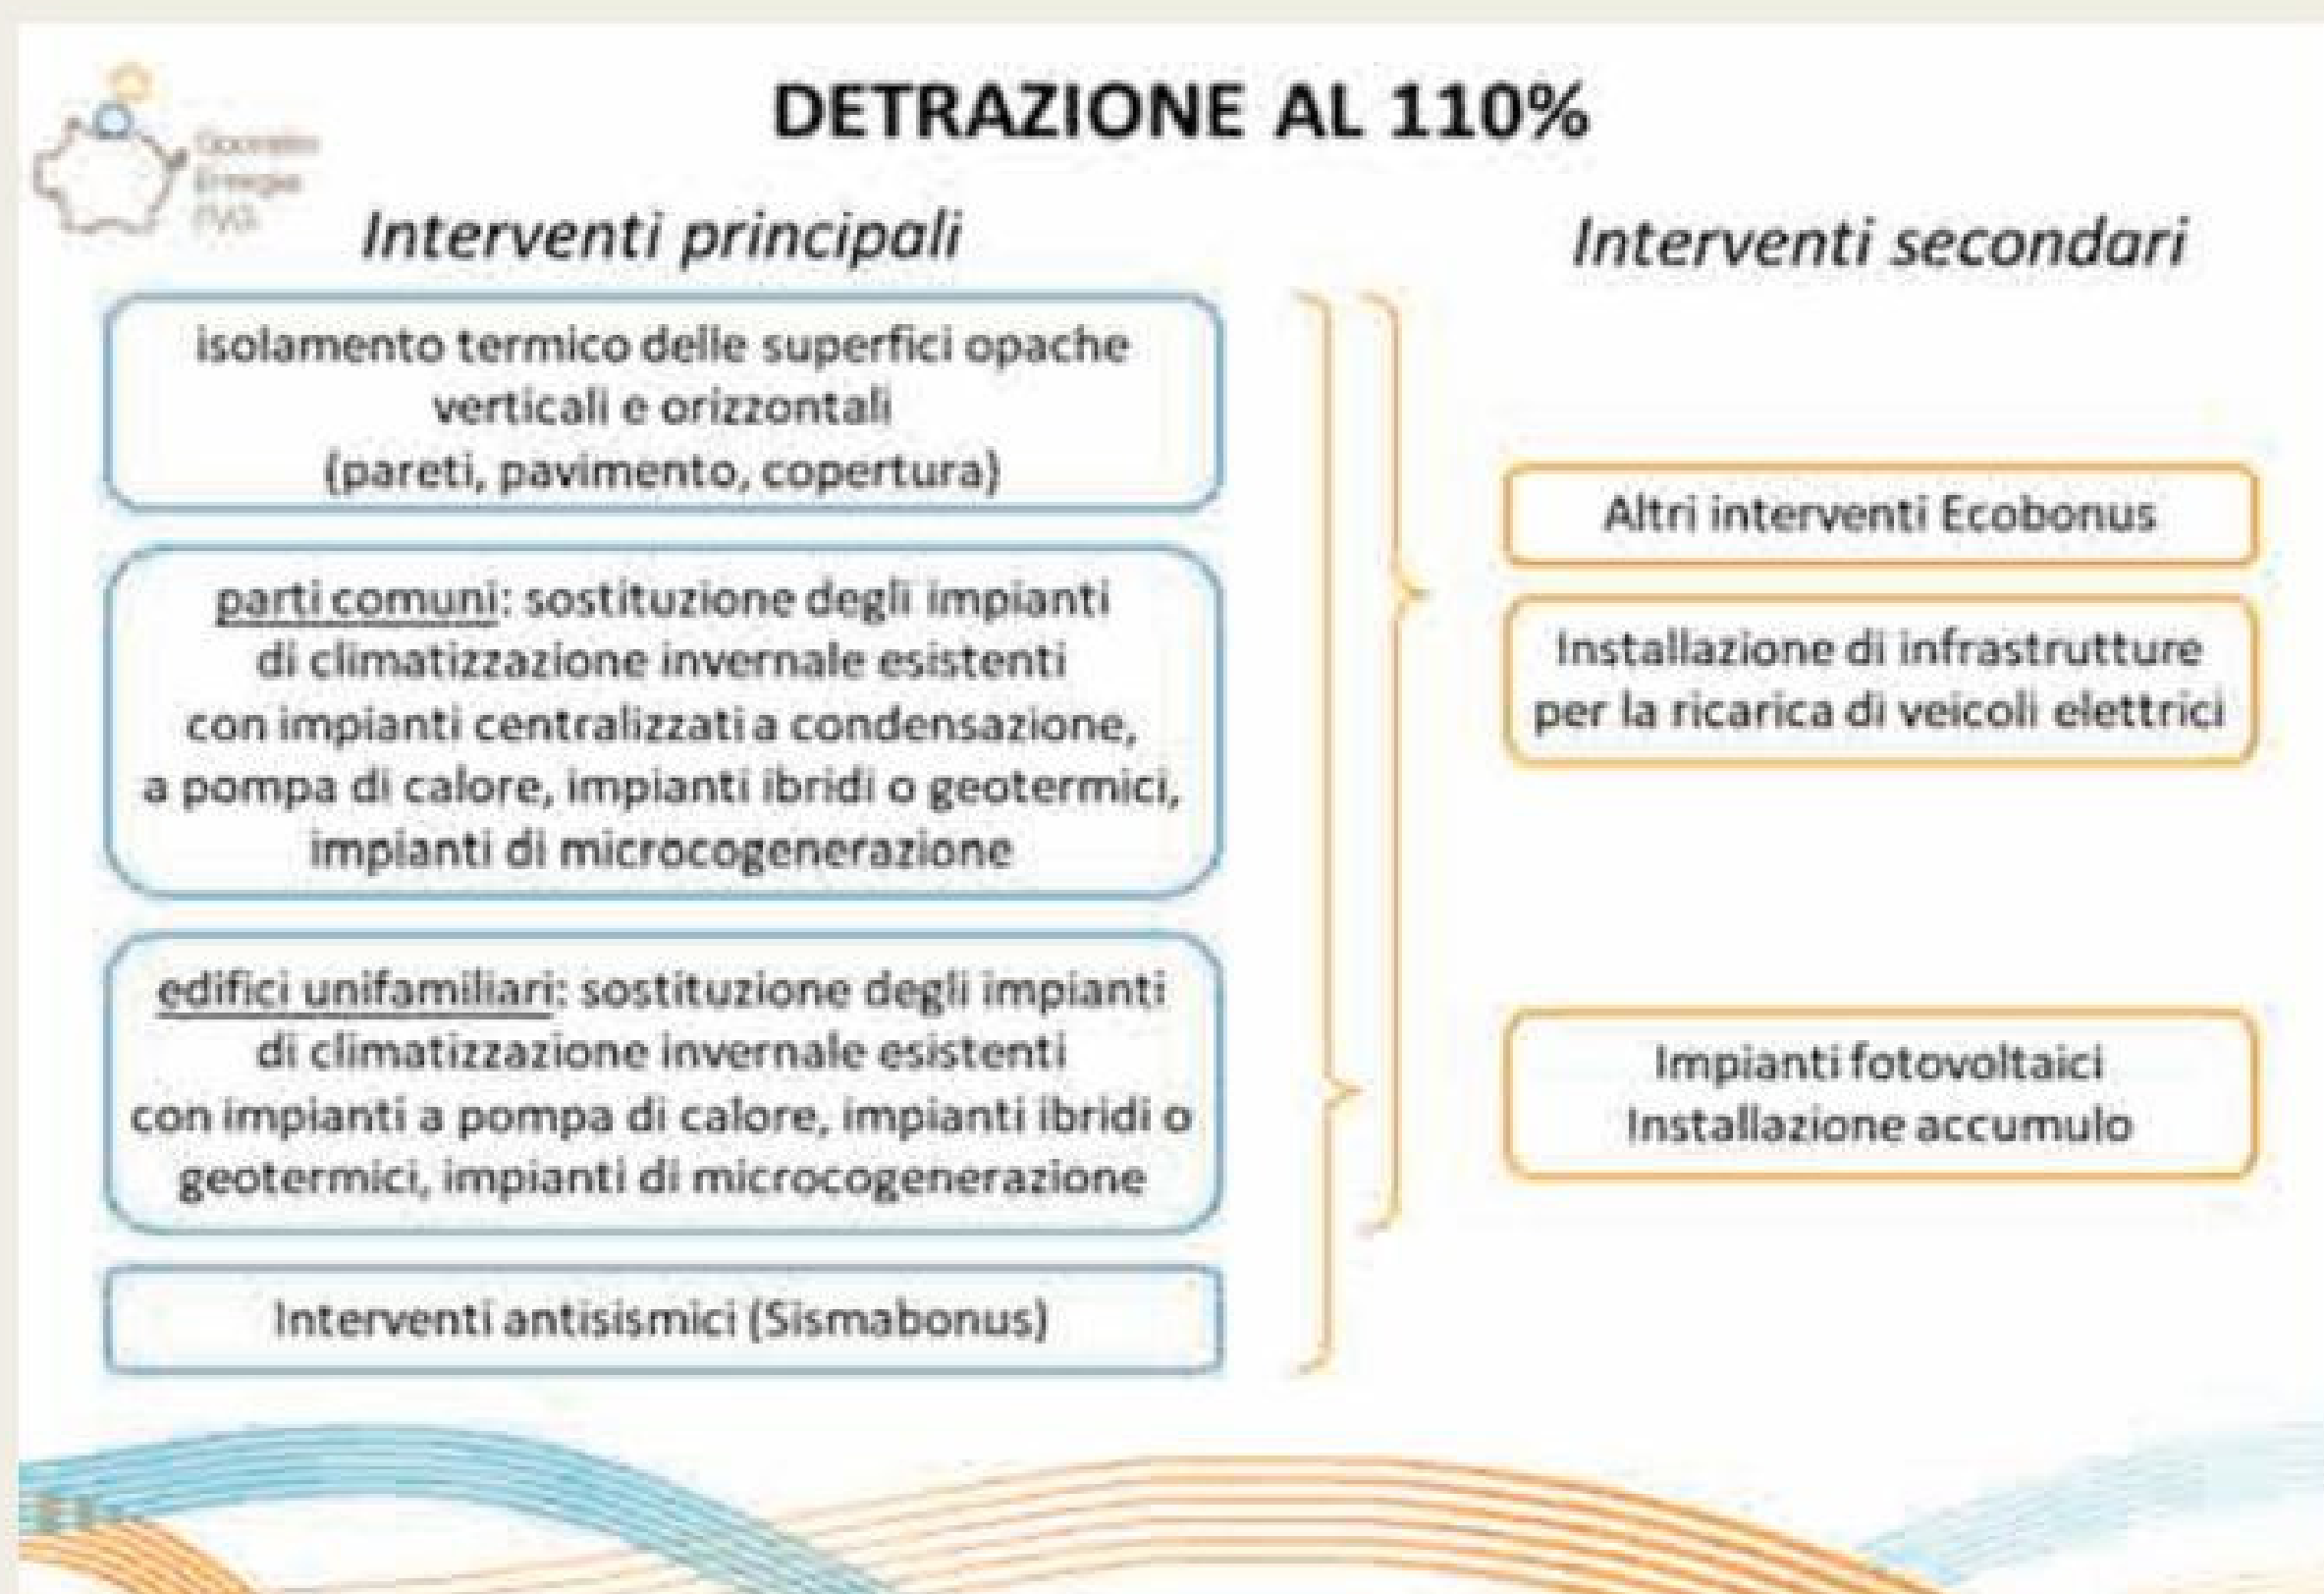 DETRAZIONE AL 110%
Interventi principali
isolamento termico delle superfici opache
verticali e orizzontali
(pareti, pavimento, copertura)
parti comuni: sostituzione degli impianti
di climatizzazione invernale esistenti
con impianti centralizzati a condensazione,
a pompa di calore, impianti ibridi o geotermici,
impianti di microcogenerazione
edifici unifamiliari: sostituzione degli impianti
di climatizzazione invernale esistenti
con impianti a pompa di calore, impianti ibridi o
geotermici, impianti di microcogenerazione
Interventi antisismici (Sismabonus)
Interventi secondari
Altri interventi Ecobonus
Installazione di infrastrutture
per la ricarica di veicoli elettrici
Impianti fotovoltaici
Installazione accumulo